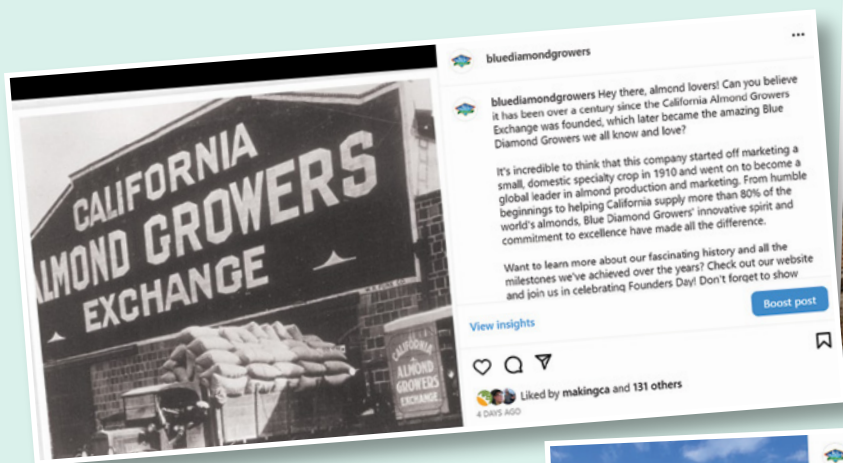 CALIFORNIA
ALMOND GROWERS
EXCHANGE
CALIFORNIA
ALMOND
GROWERS
EXCHANGE
bluediamondgrowers
...
bluediamondgrowers Hey there, almond lovers! Can you believe
it has been over a century since the California Almond Growers
Exchange was founded, which later became the amazing Blue
Diamond Growers we all know and love?
It's incredible to think that this company started off marketing a
small, domestic specialty crop in 1910 and went on to become a
global leader in almond production and marketing. From humble
beginnings to helping California supply more than 80% of the
world's almonds, Blue Diamond Growers' innovative spirit and
commitment to excellence have made all the difference.
Want to learn more about our fascinating history and all the
milestones we've achieved over the years? Check out our website
and join us in celebrating Founders Day! Don't forget to show
View insights
Boost post
Liked by makingca and 131 others
4 DAYS AGO